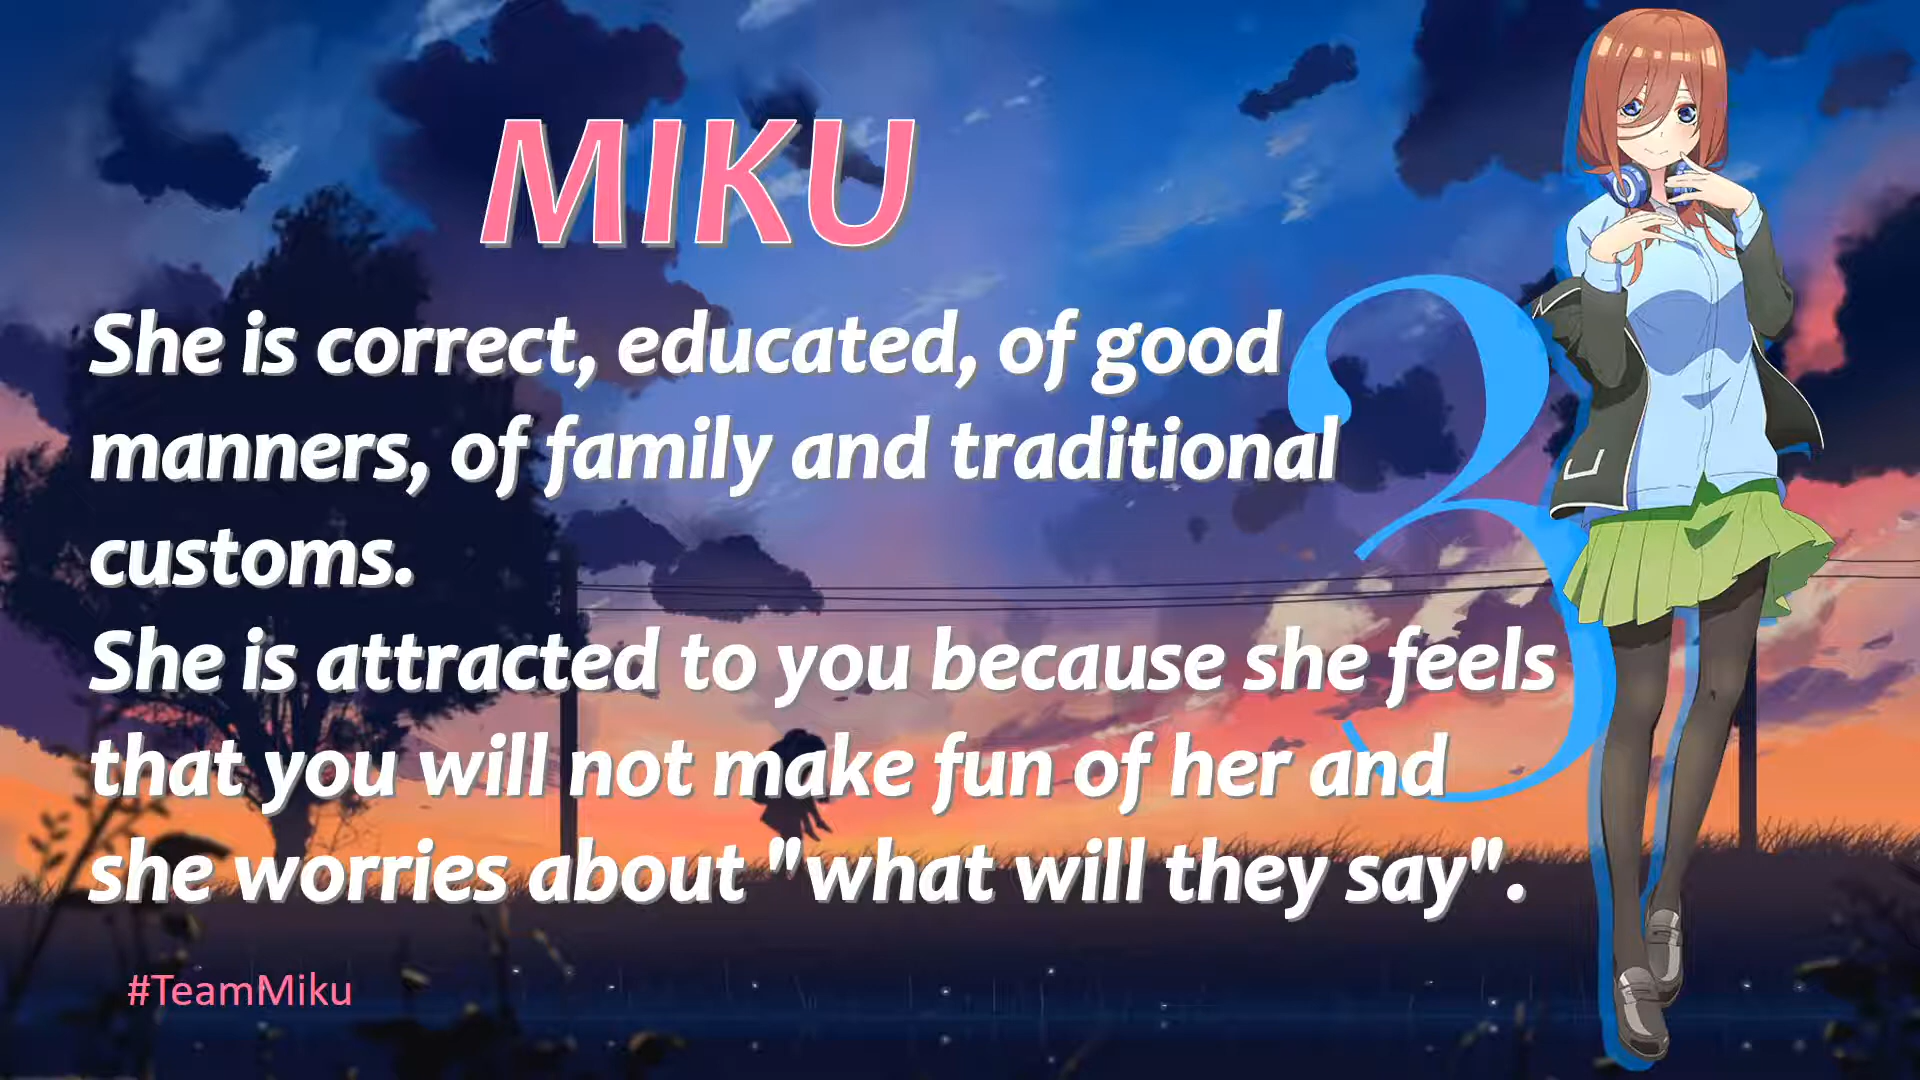 MIKU
She is correct, educated, of good
manners, of family and traditional
customs.
She is attracted to you because she feels
that you will not make fun of her and
she worries about "what will they say".
3
#TeamMiku